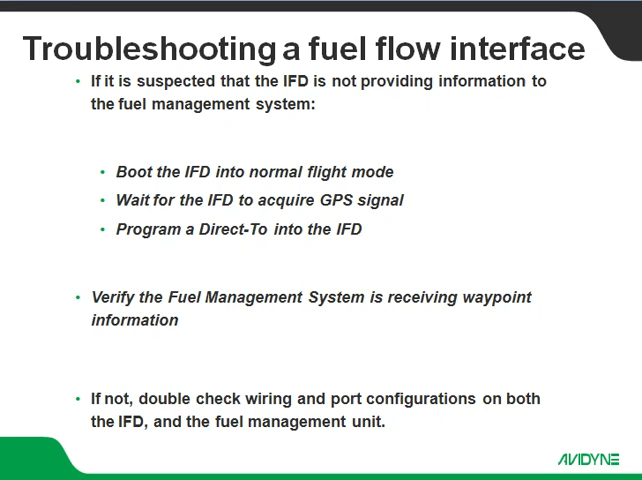 Troubleshooting a fuel flow interface
• If it is suspected that the IFD is not providing information to
the fuel management system:
• Boot the IFD into normal flight mode
• Wait for the IFD to acquire GPS signal
• Program a Direct-To into the IFD
• Verify the Fuel Management System is receiving waypoint
information
• If not, double check wiring and port configurations on both
the IFD, and the fuel management unit.
AVIDYNE